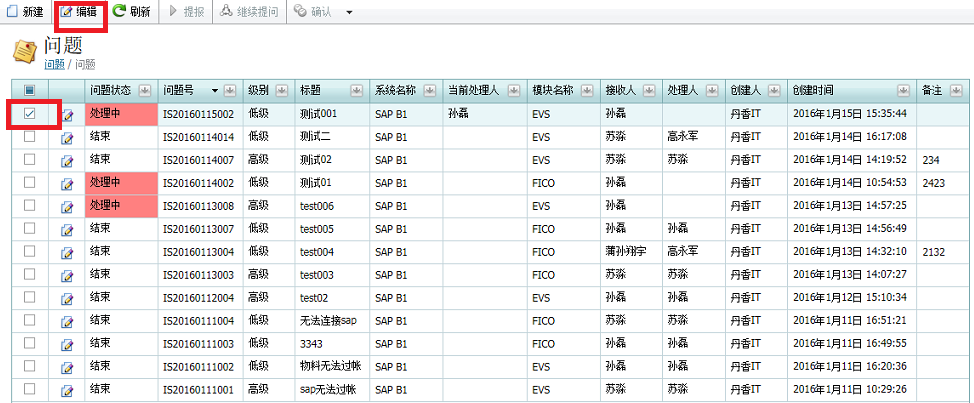 新建 编辑 刷新 提报 继续提问 确认
问题
问题 / 问题
问题状态 问题号 级别 标题 系统名称 当前处理人 模块名称 接收人 处理人 创建人 创建时间 备注
处理中 IS20160115002 低级 测试001 SAP B1 孙磊 EVS 孙磊 丹香IT 2016年1月15日 15:35:44
结束 IS20160114014 低级 测试二 SAP B1 EVS 苏淼 高永军 丹香IT 2016年1月14日 16:17:08
结束 IS20160114007 低级 测试02 SAP B1 EVS 苏淼 苏淼 丹香IT 2016年1月14日 14:19:52 234
处理中 IS20160114002 低级 测试01 SAP B1 FICO 孙磊 丹香IT 2016年1月14日 10:54:53 2423
处理中 IS20160113008 高级 test006 SAP B1 EVS 孙磊 丹香IT 2016年1月13日 14:57:25
结束 IS20160113007 低级 test005 SAP B1 FICO 孙磊 孙磊 丹香IT 2016年1月13日 14:56:49
结束 IS20160113004 低级 test004 SAP B1 FICO 蒲孙翔宇 高永军 丹香IT 2016年1月13日 14:32:10 2132
结束 IS20160113003 高级 test003 SAP B1 FICO 苏淼 苏淼 丹香IT 2016年1月13日 14:07:27
结束 IS20160112004 高级 test02 SAP B1 EVS 孙磊 孙磊 丹香IT 2016年1月12日 15:10:34
结束 IS20160111004 低级 无法连接sap SAP B1 FICO 苏淼 苏淼 丹香IT 2016年1月11日 16:51:21
结束 IS20160111003 低级 3343 SAP B1 EVS 孙磊 孙磊 丹香IT 2016年1月11日 16:49:55
结束 IS20160111002 低级 物料无法过帐 SAP B1 EVS 孙磊 孙磊 丹香IT 2016年1月11日 16:20:36
结束 IS20160111001 高级 sap无法过帐 SAP B1 EVS 苏淼 苏淼 丹香IT 2016年1月11日 10:29:26